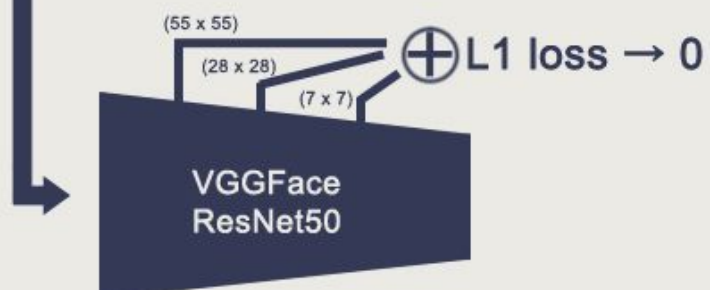 (55 x 55)
(28 x 28)
(7 x 7)
L1 loss → 0
VGGFace
ResNet50